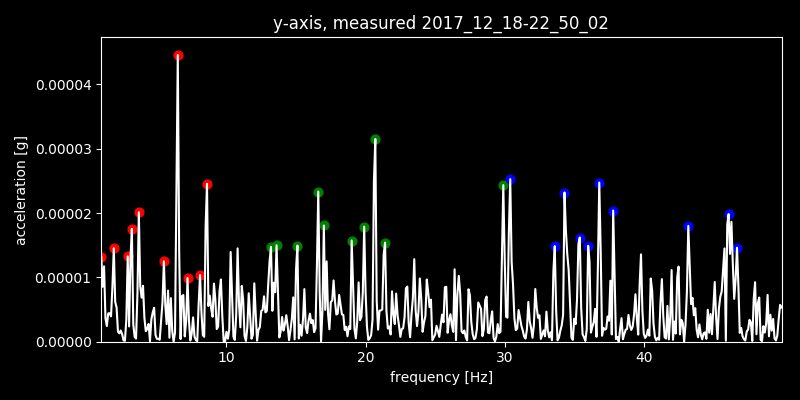 y-axis, measured 2017_12_18-22_50_02
0.00004
0.00003
0.00002
0.00001
0.00000
acceleration [g]
10 20 30 40
frequency [Hz]